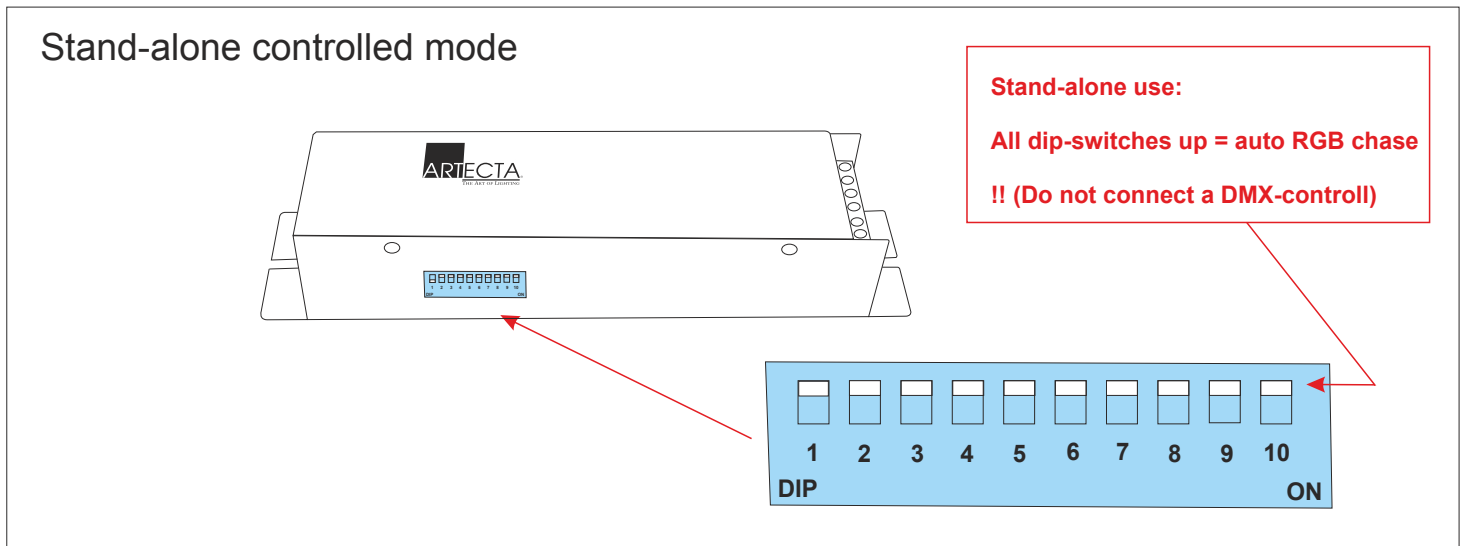 Stand-alone controlled mode
Stand-alone use:
All dip-switches up = auto RGB chase
!! (Do not connect a DMX-controll)
ARTECTA
THE ART OF LIGHTING
1 2 3 4 5 6 7 8 9 10
DIP ON
1 2 3 4 5 6 7 8 9 10
DIP ON